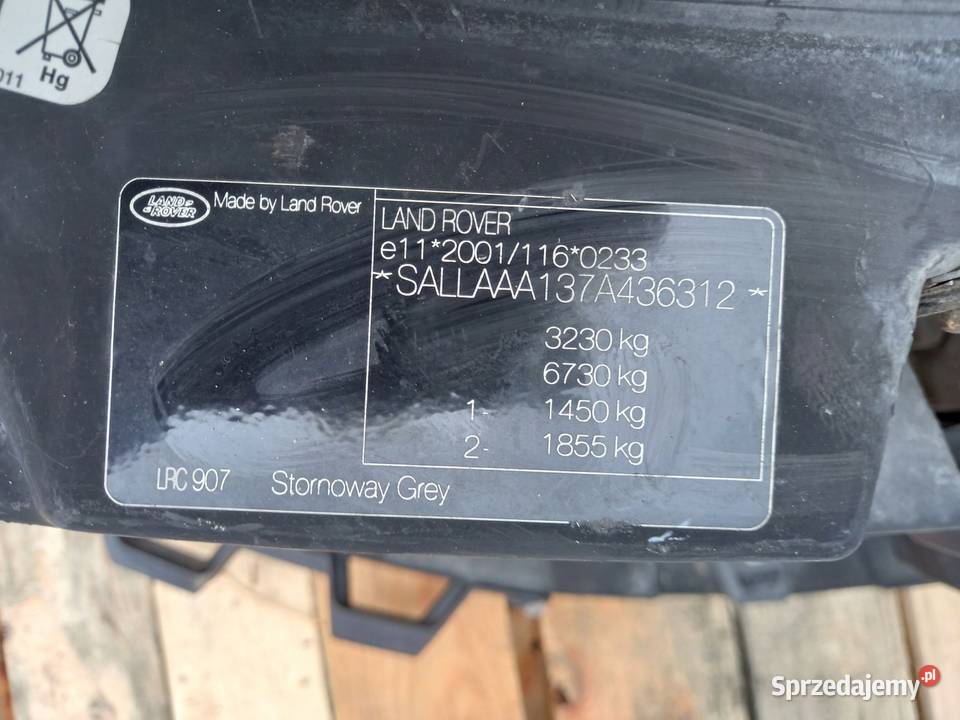 011 Hg
LAND ROVER
Made by Land Rover
LAND ROVER
e11*2001/116*0233
*SALLAAA137A436312*
3230 kg
6730 kg
1- 1450 kg
2- 1855 kg
LRC 907 Stornoway Grey
Sprzedajemy.pl